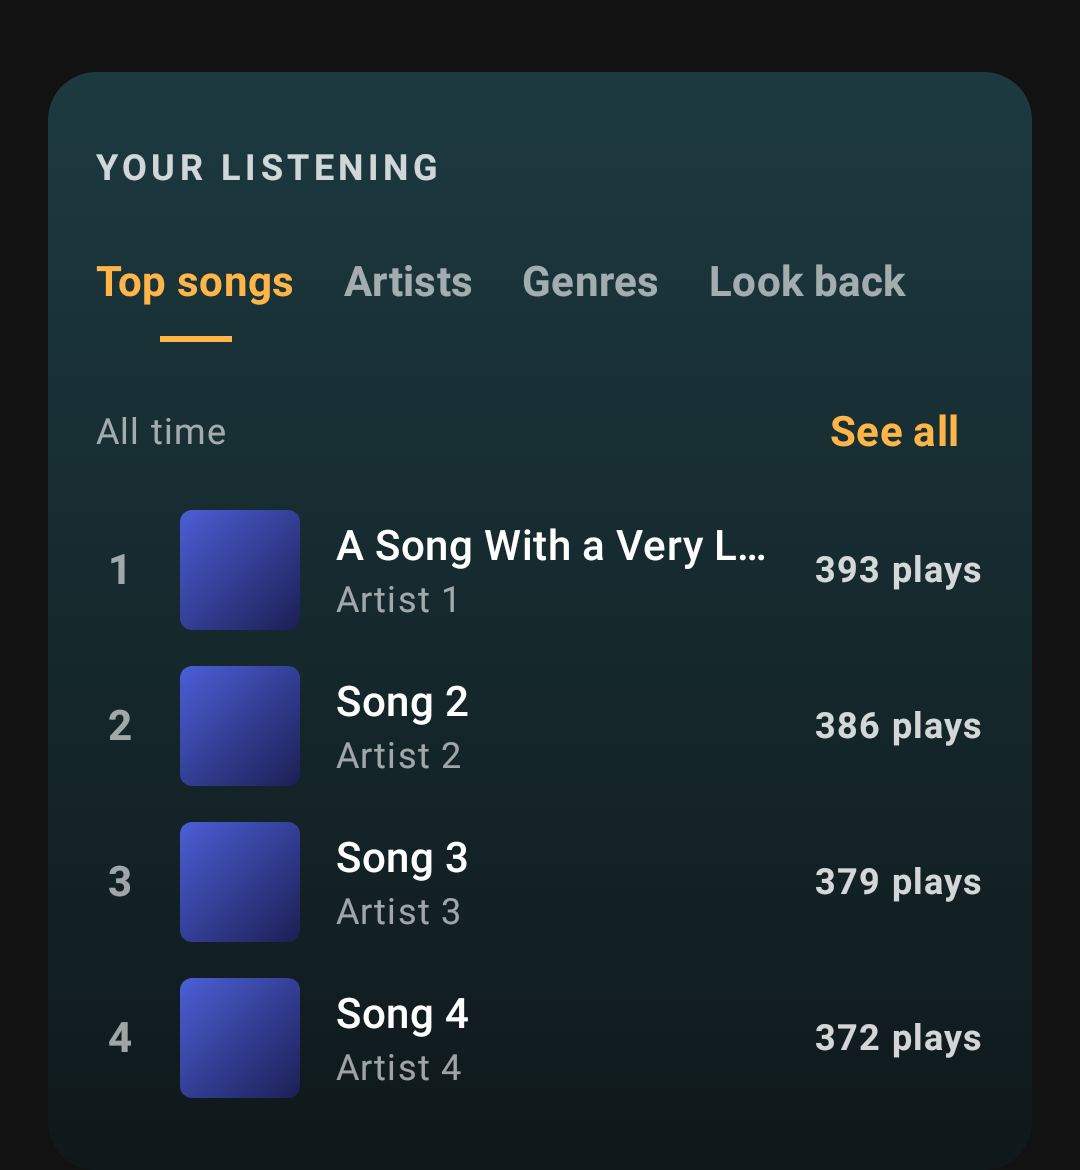 YOUR LISTENING
Top songs Artists Genres Look back
All time See all
1 A Song With a Very L… 393 plays
Artist 1
2 Song 2 386 plays
Artist 2
3 Song 3 379 plays
Artist 3
4 Song 4 372 plays
Artist 4